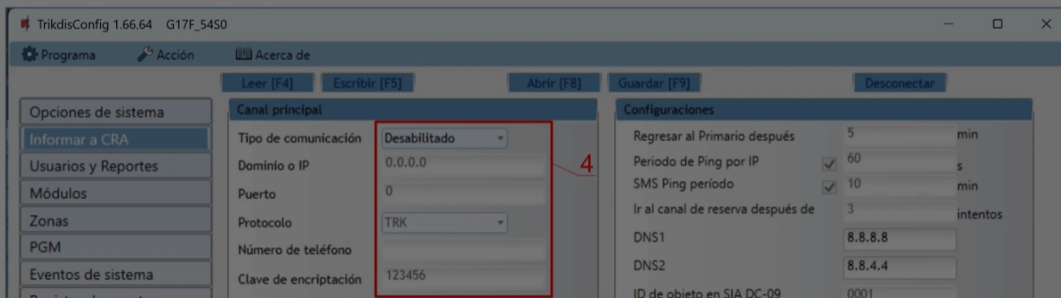 TrikdisConfig 1.66.64 G17F_54S0
Programa Acción Acerca de
Leer [F4] Escribir [F5] Abrir [F8] Guardar [F9] Desconectar
Opciones de sistema
Informar a CRA
Usuarios y Reportes
Módulos
Zonas
PGM
Eventos de sistema
Canal principal
Tipo de comunicación Desabilitado
Dominio o IP 0.0.0.0
Puerto 0
Protocolo TRK
Número de teléfono
Clave de encriptación 123456
4
Configuraciones
Regresar al Primario después 5 min
Periodo de Ping por IP 60 s
SMS Ping período 10 min
Ir al canal de reserva después de 3 intentos
DNS1 8.8.8.8
DNS2 8.8.4.4
ID de objeto en SIA DC-09 0001